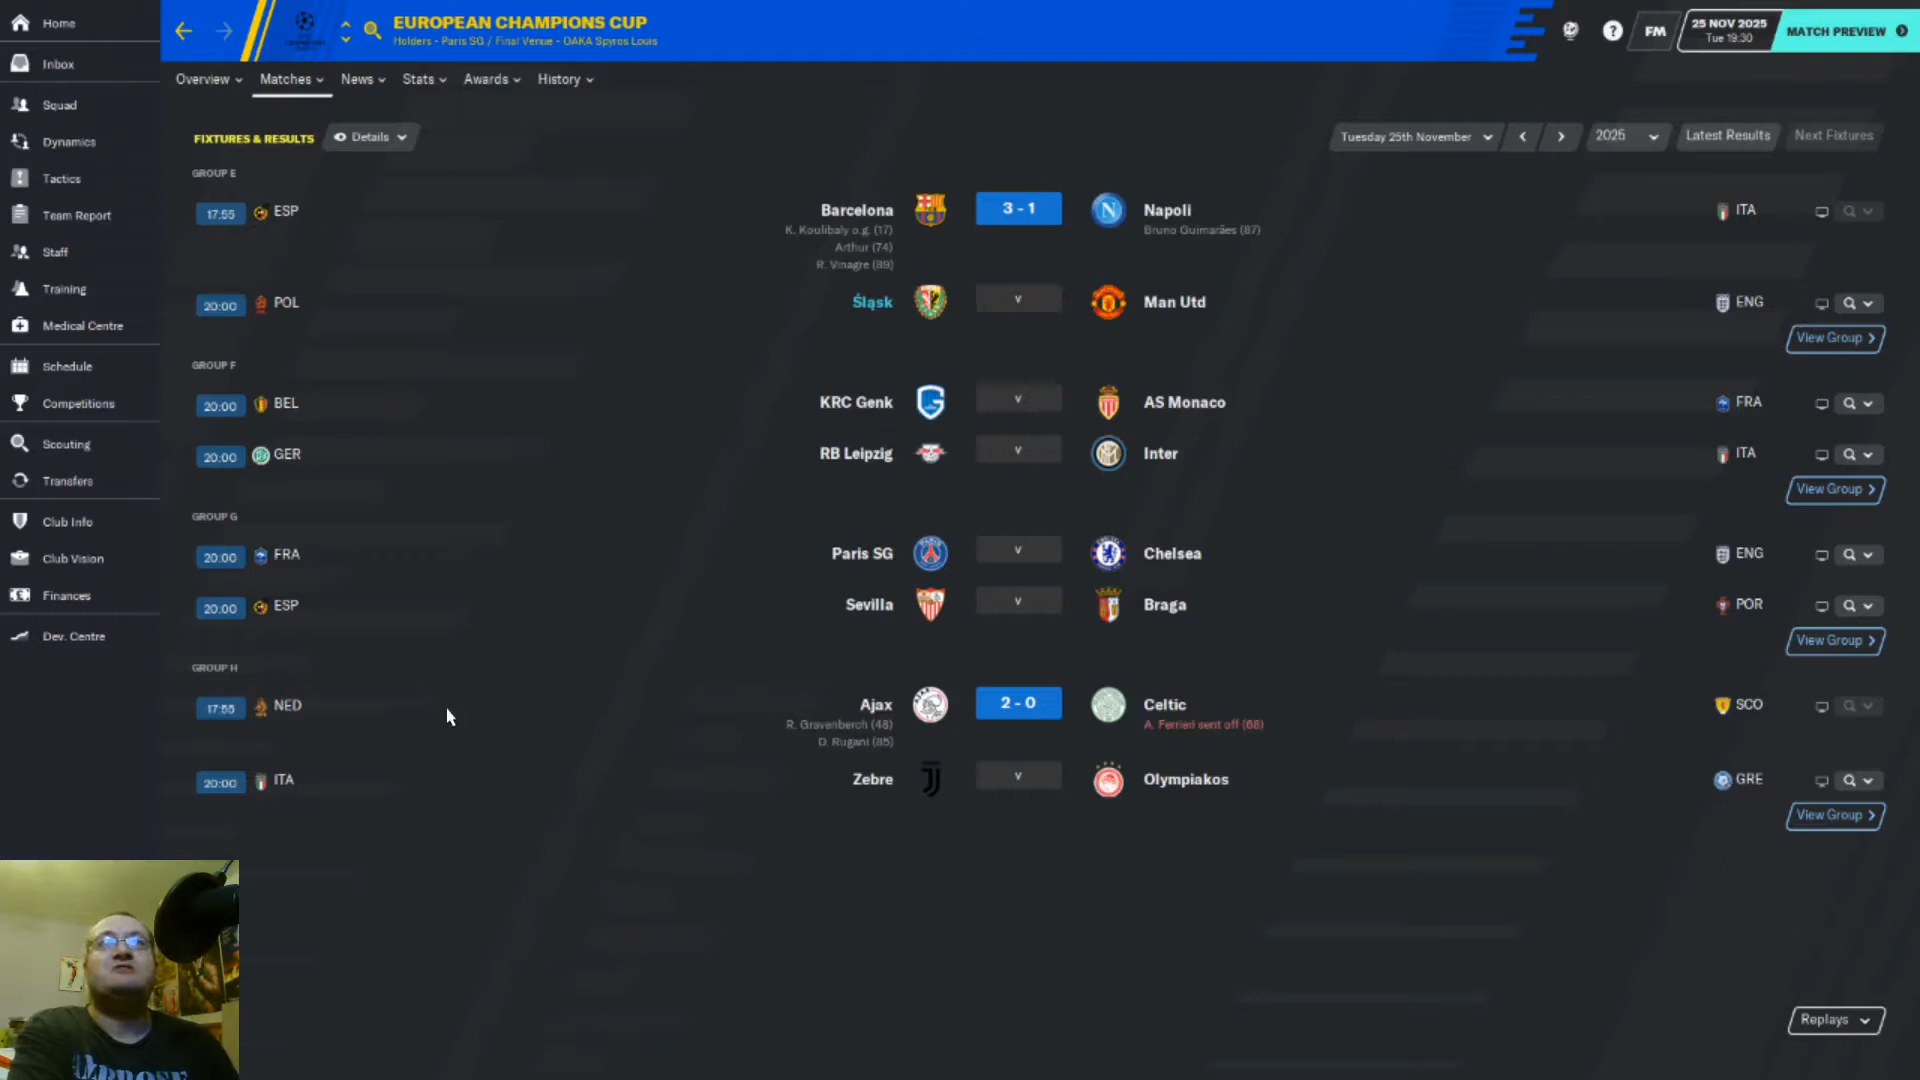 Home
Inbox
Squad
Dynamics
Tactics
Team Report
Staff
Training
Medical Centre
Schedule
Competitions
Scouting
Transfers
Club Info
Club Vision
Finances
Dev. Centre
EUROPEAN CHAMPIONS CUP
Holders - Paris SG / Final Venue - OAKA Spyros Louis
FM
25 NOV 2025
Tue 19:30
MATCH PREVIEW
Overview
Matches
News
Stats
Awards
History
FIXTURES & RESULTS
Details
Tuesday 25th November
2025
Latest Results
Next Fixtures
GROUP E
17:55 ESP Barcelona 3 - 1 Napoli ITA
K. Koulibaly o.g. (17) Bruno Guimarães (87)
Arthur (74)
R. Vinagre (89)
20:00 POL Śląsk v Man Utd ENG
View Group
GROUP F
20:00 BEL KRC Genk v AS Monaco FRA
20:00 GER RB Leipzig v Inter ITA
View Group
GROUP G
20:00 FRA Paris SG v Chelsea ENG
20:00 ESP Sevilla v Braga POR
View Group
GROUP H
17:55 NED Ajax 2 - 0 Celtic SCO
R. Gravenberch (48) A. Ferrieri sent off (68)
D. Rugani (85)
20:00 ITA Zebre v Olympiakos GRE
View Group
Replays